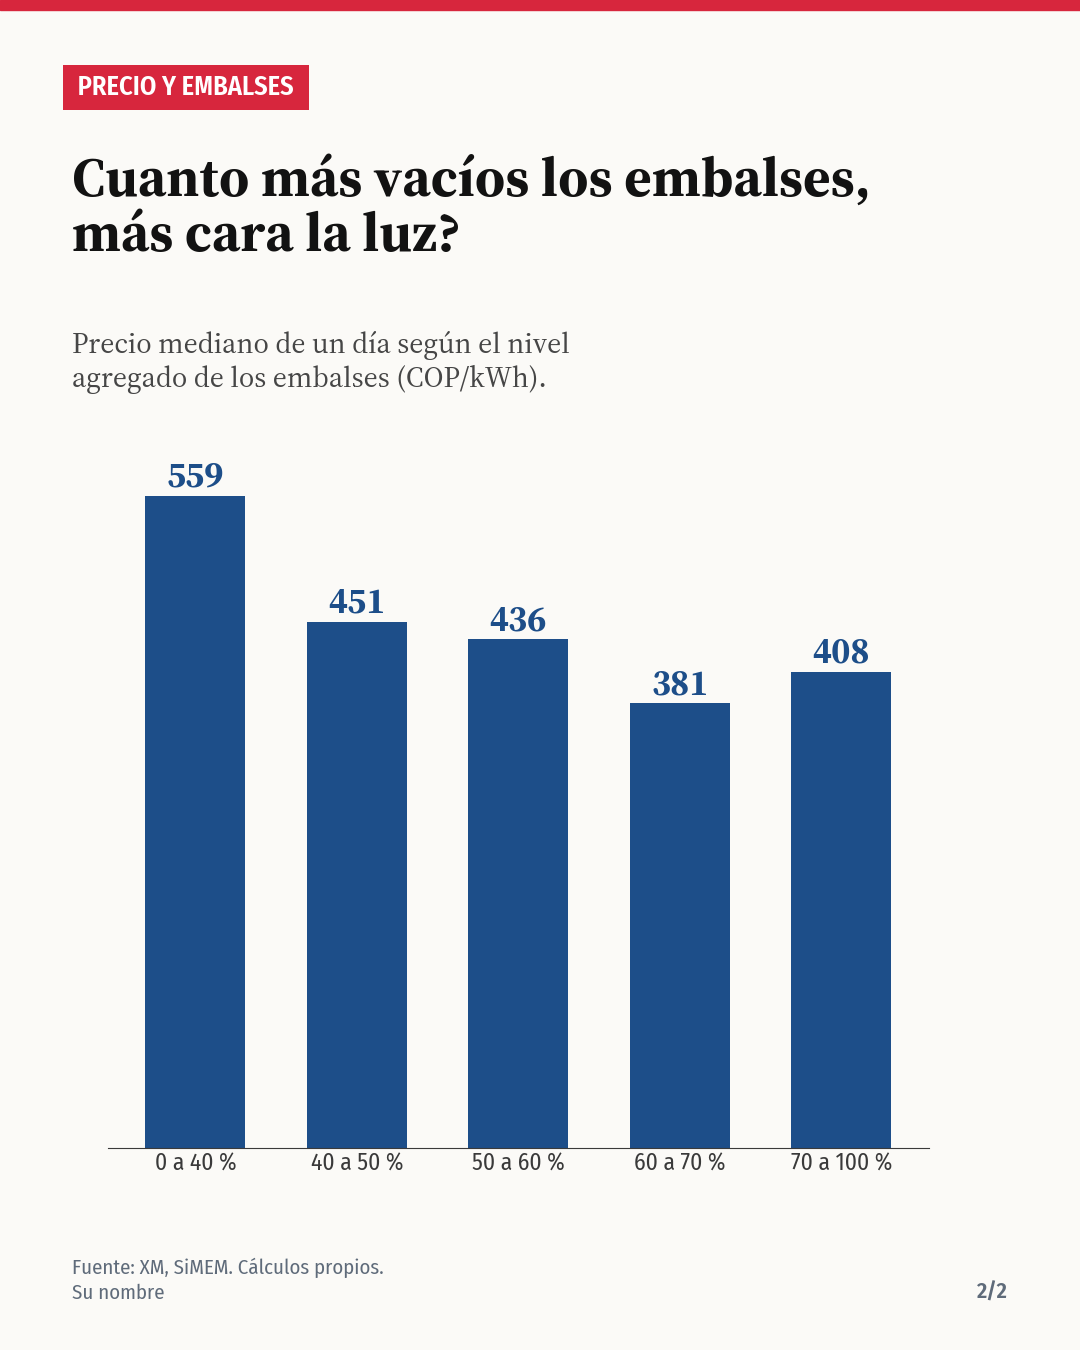 PRECIO Y EMBALSES
Cuanto más vacíos los embalses,
más cara la luz?
Precio mediano de un día según el nivel
agregado de los embalses (COP/kWh).
559
451
436
381
408
0 a 40 %
40 a 50 %
50 a 60 %
60 a 70 %
70 a 100 %
Fuente: XM, SiMEM. Cálculos propios.
Su nombre
2/2